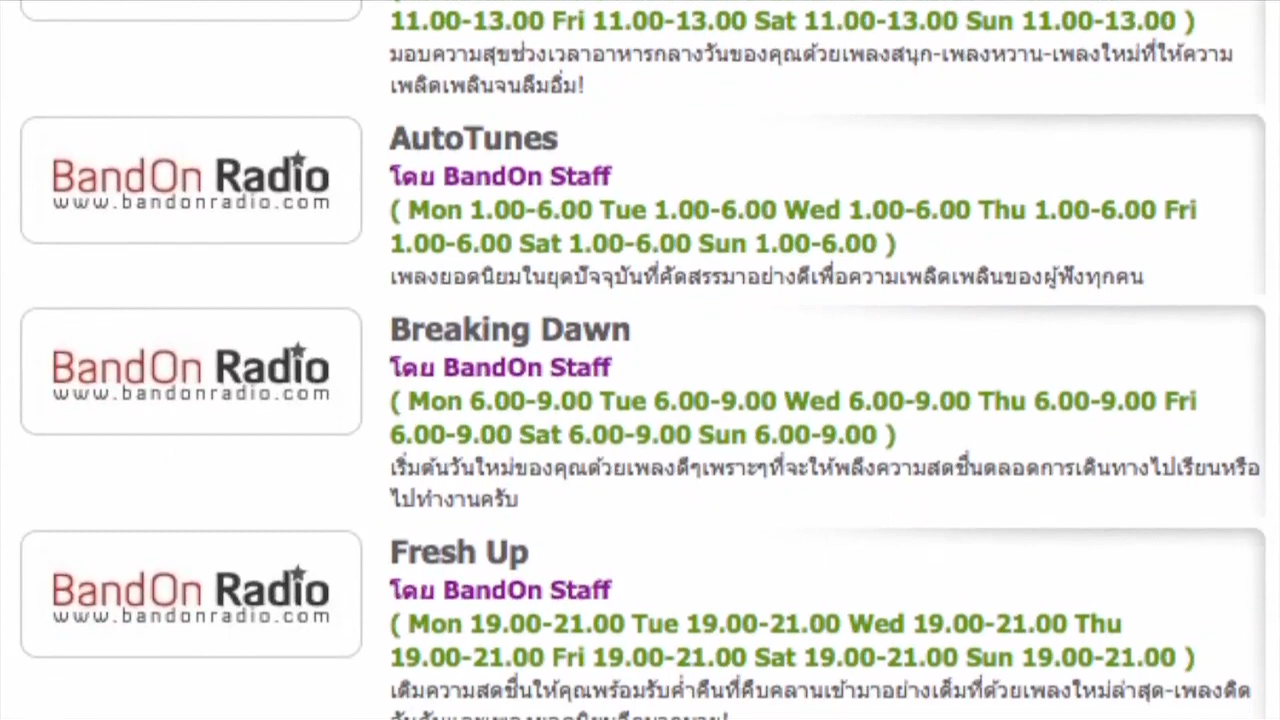 11.00-13.00 Fri 11.00-13.00 Sat 11.00-13.00 Sun 11.00-13.00 )
มอบความสุขช่วงเวลาอาหารกลางวันของคุณด้วยเพลงสนุก-เพลงหวาน-เพลงใหม่ที่ให้ความ
เพลิดเพลินจนลืมอิ่ม!
BandOn Radio
www.bandonradio.com
AutoTunes
โดย BandOn Staff
( Mon 1.00-6.00 Tue 1.00-6.00 Wed 1.00-6.00 Thu 1.00-6.00 Fri
1.00-6.00 Sat 1.00-6.00 Sun 1.00-6.00 )
เพลงยอดนิยมในยุดปัจจุบันที่คัดสรรมาอย่างดีเพื่อความเพลิดเพลินของผู้ฟังทุกคน
BandOn Radio
www.bandonradio.com
Breaking Dawn
โดย BandOn Staff
( Mon 6.00-9.00 Tue 6.00-9.00 Wed 6.00-9.00 Thu 6.00-9.00 Fri
6.00-9.00 Sat 6.00-9.00 Sun 6.00-9.00 )
เริ่มต้นวันใหม่ของคุณด้วยเพลงดีๆเพราะๆที่จะให้พลังความสดชื่นตลอดการเดินทางไปเรียนหรือ
ไปทำงานครับ
BandOn Radio
www.bandonradio.com
Fresh Up
โดย BandOn Staff
( Mon 19.00-21.00 Tue 19.00-21.00 Wed 19.00-21.00 Thu
19.00-21.00 Fri 19.00-21.00 Sat 19.00-21.00 Sun 19.00-21.00 )
เติมความสดชื่นให้คุณพร้อมรับค่ำคืนที่คืบคลานเข้ามาอย่างเต็มที่ด้วยเพลงใหม่ล่าสุด-เพลงติด